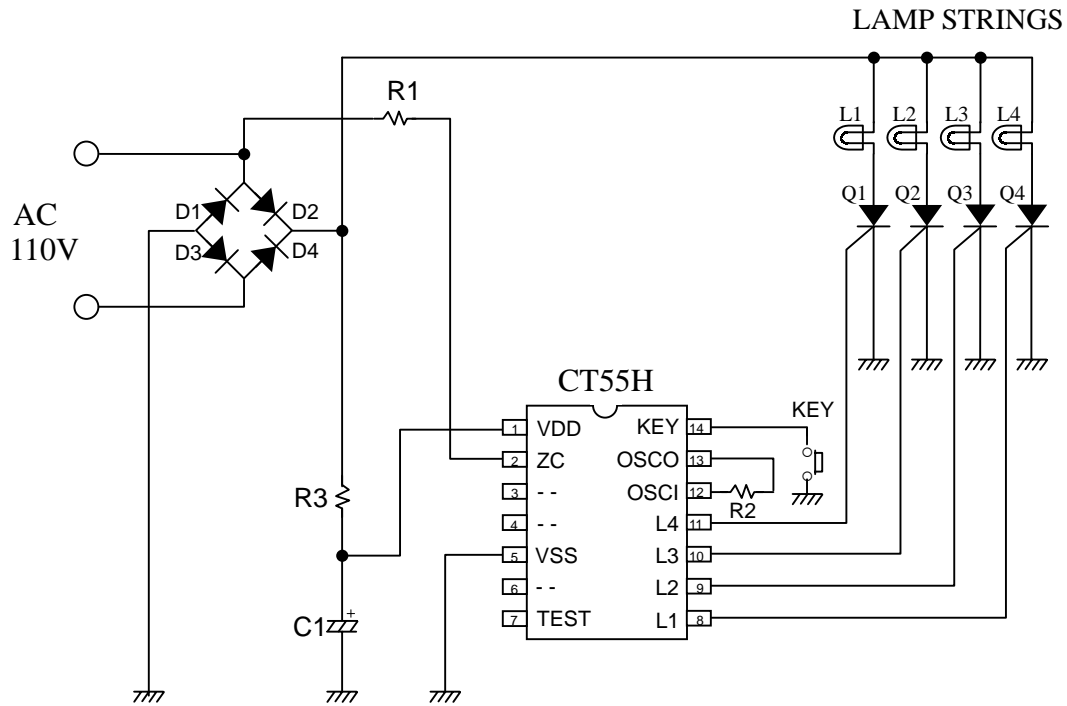 LAMP STRINGS
R1
L1 L2 L3 L4
AC
110V
D1 D2
D3 D4
Q1 Q2 Q3 Q4
CT55H
KEY
R3
1 VDD KEY 14
2 ZC OSCO 13
3 - - OSCI 12
R2
4 - - L4 11
5 VSS L3 10
6 - - L2 9
7 TEST L1 8
C1 +